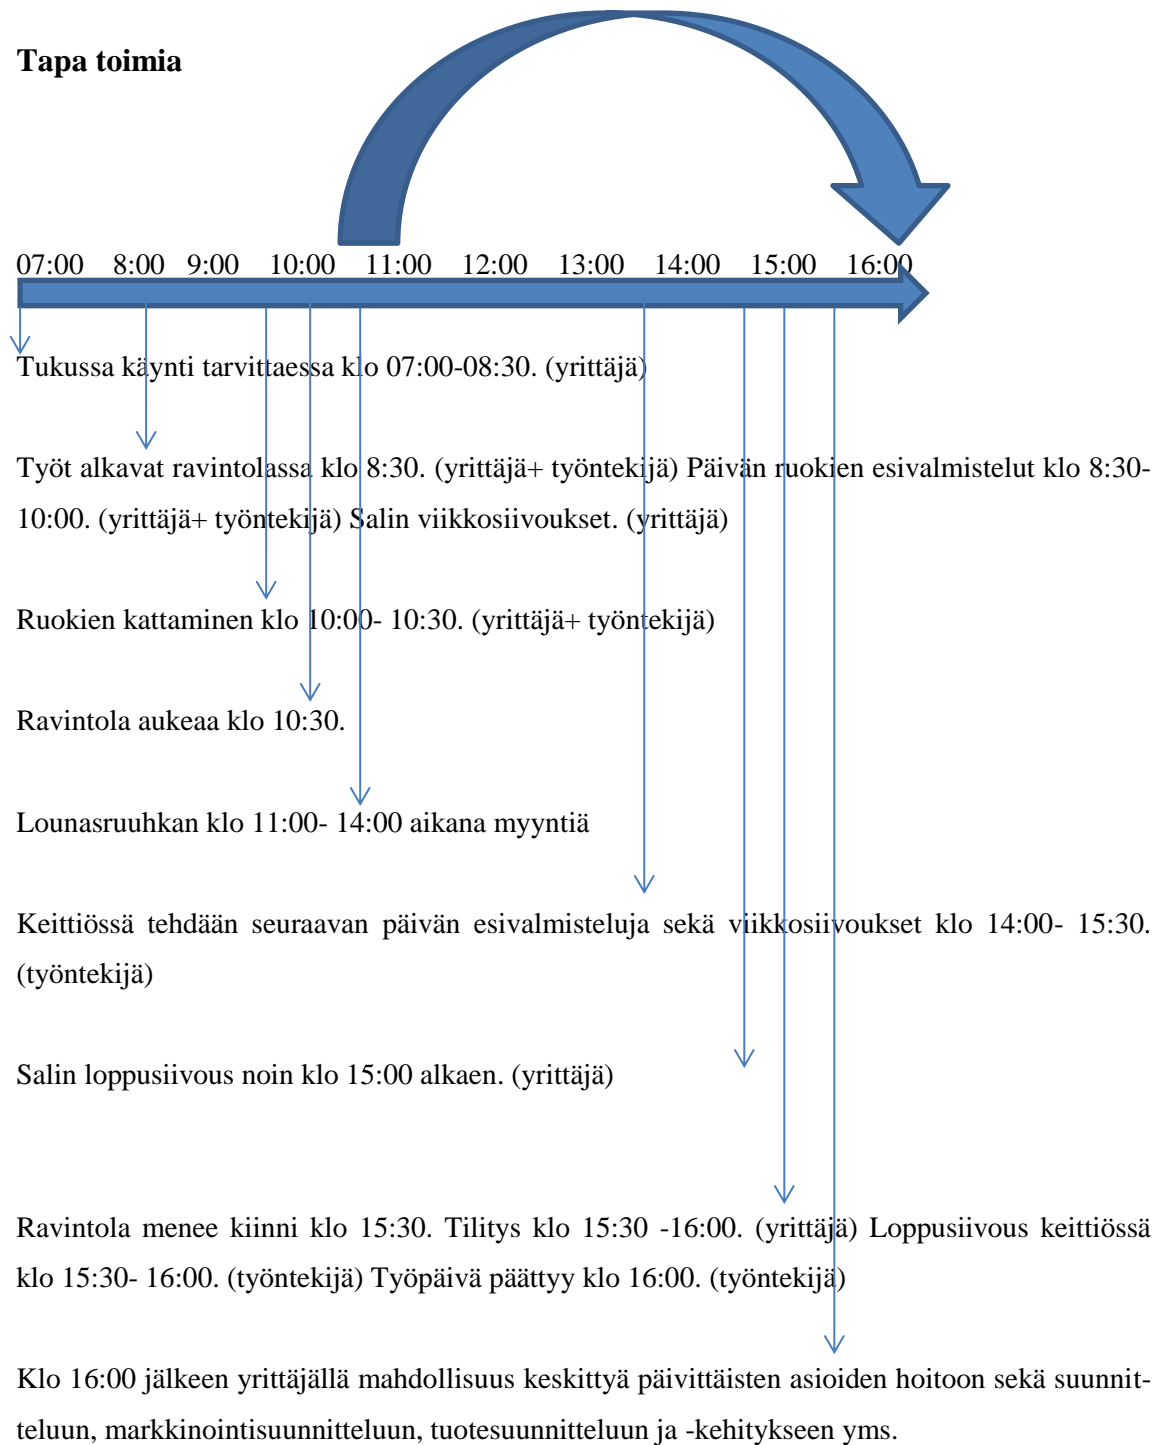 Tapa toimia
07:00 8:00 9:00 10:00 11:00 12:00 13:00 14:00 15:00 16:00
Tukussa käynti tarvittaessa klo 07:00-08:30. (yrittäjä)
Työt alkavat ravintolassa klo 8:30. (yrittäjä+ työntekijä) Päivän ruokien esivalmistelut klo 8:30-
10:00. (yrittäjä+ työntekijä) Salin viikkosiivoukset. (yrittäjä)
Ruokien kattaminen klo 10:00- 10:30. (yrittäjä+ työntekijä)
Ravintola aukeaa klo 10:30.
Lounasruuhkan klo 11:00- 14:00 aikana myyntiä
Keittiössä tehdään seuraavan päivän esivalmisteluja sekä viikkosiivoukset klo 14:00- 15:30.
(työntekijä)
Salin loppusiivous noin klo 15:00 alkaen. (yrittäjä)
Ravintola menee kiinni klo 15:30. Tilitys klo 15:30 -16:00. (yrittäjä) Loppusiivous keittiössä
klo 15:30- 16:00. (työntekijä) Työpäivä päättyy klo 16:00. (työntekijä)
Klo 16:00 jälkeen yrittäjällä mahdollisuus keskittyä päivittäisten asioiden hoitoon sekä suunnit-
teluun, markkinointisuunnitteluun, tuotesuunnitteluun ja -kehitykseen yms.